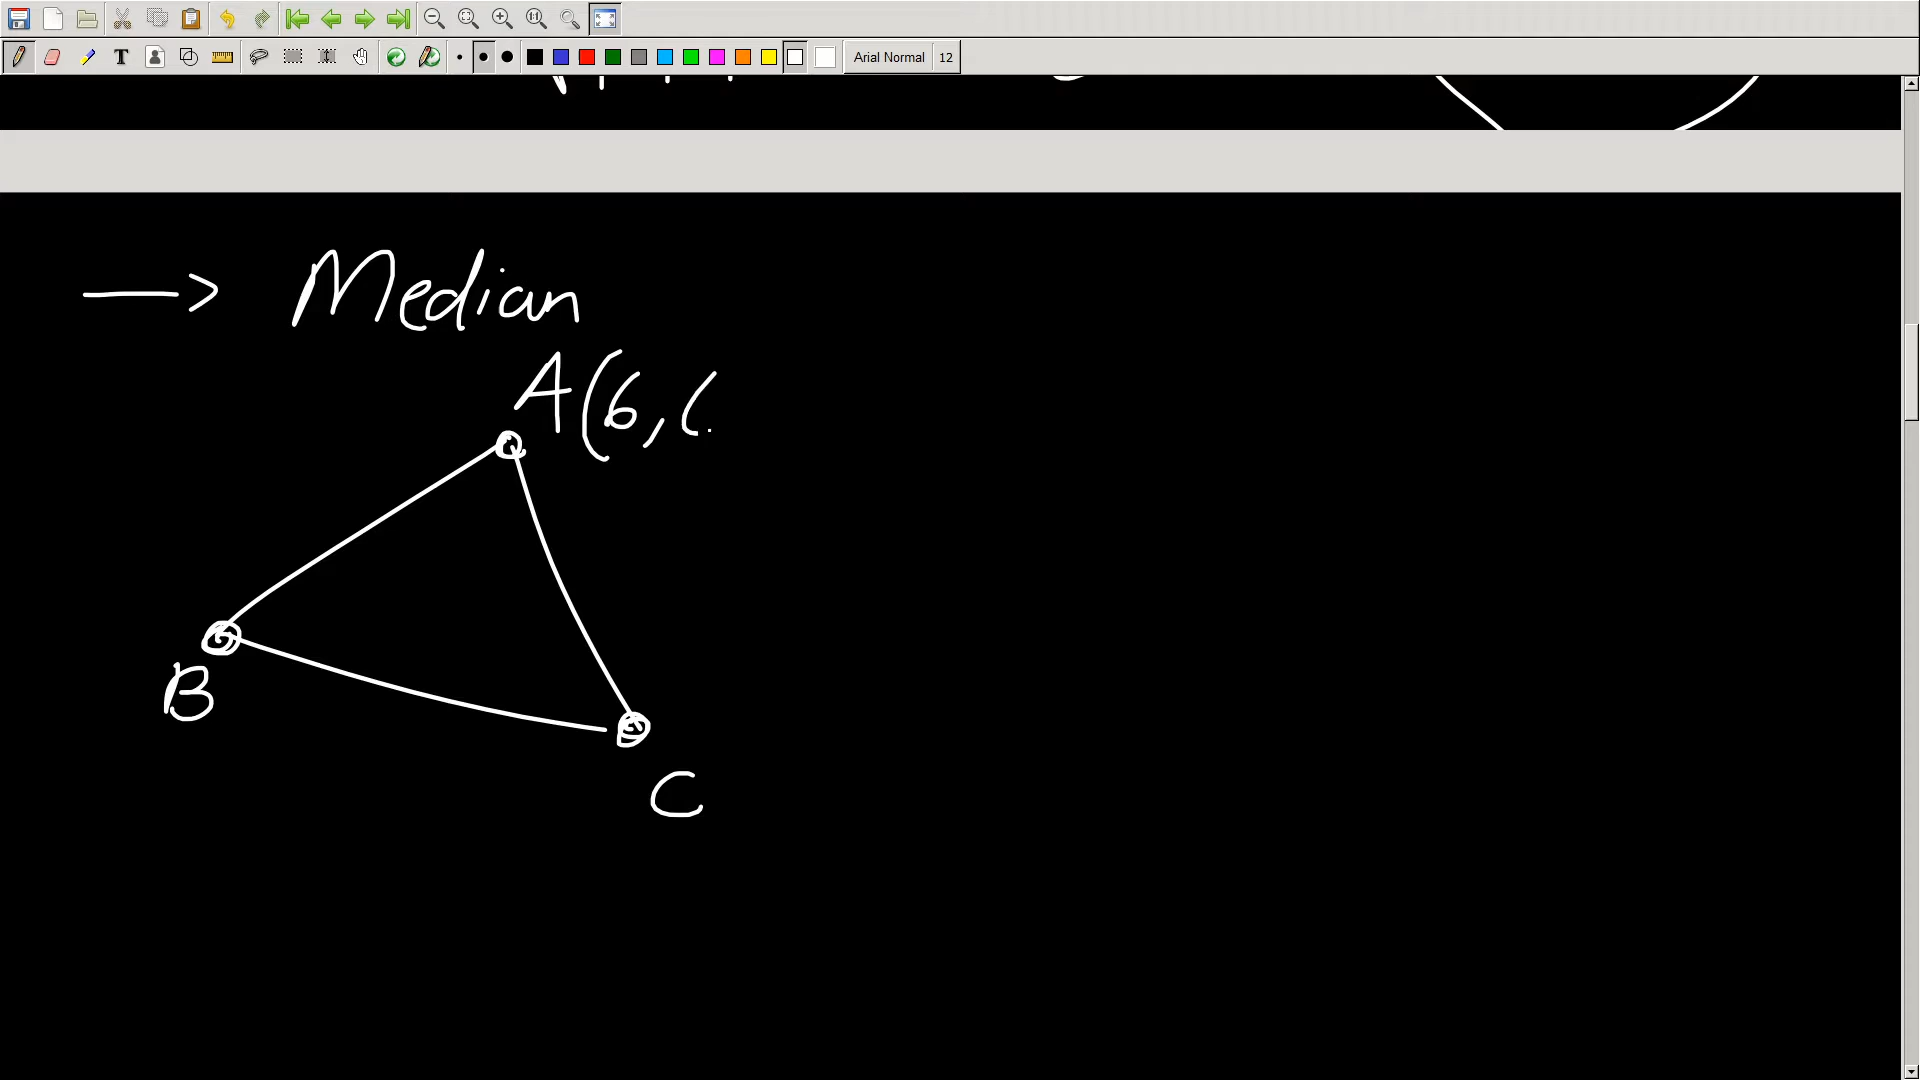 T Arial Normal 12
→ Median
A(6, (
B
C